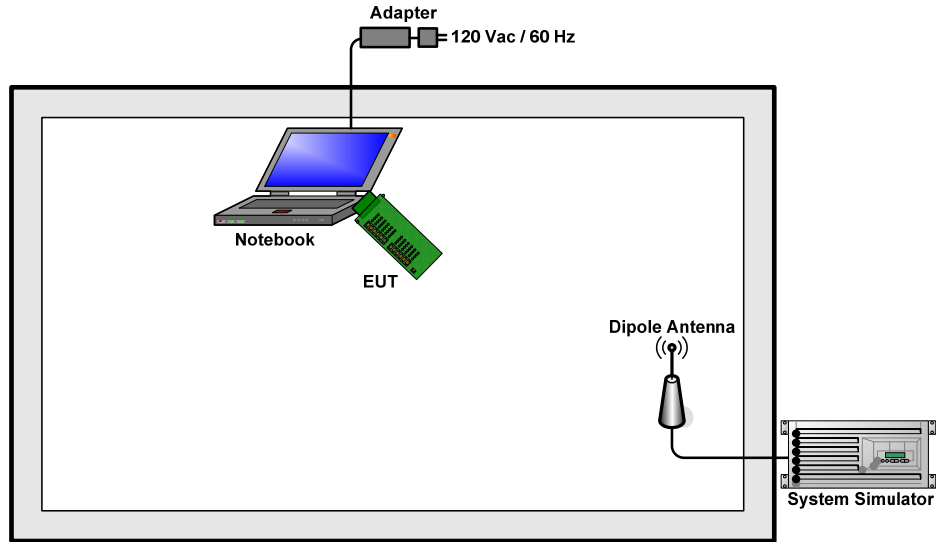 Adapter
120 Vac / 60 Hz
Notebook
EUT
Dipole Antenna
System Simulator